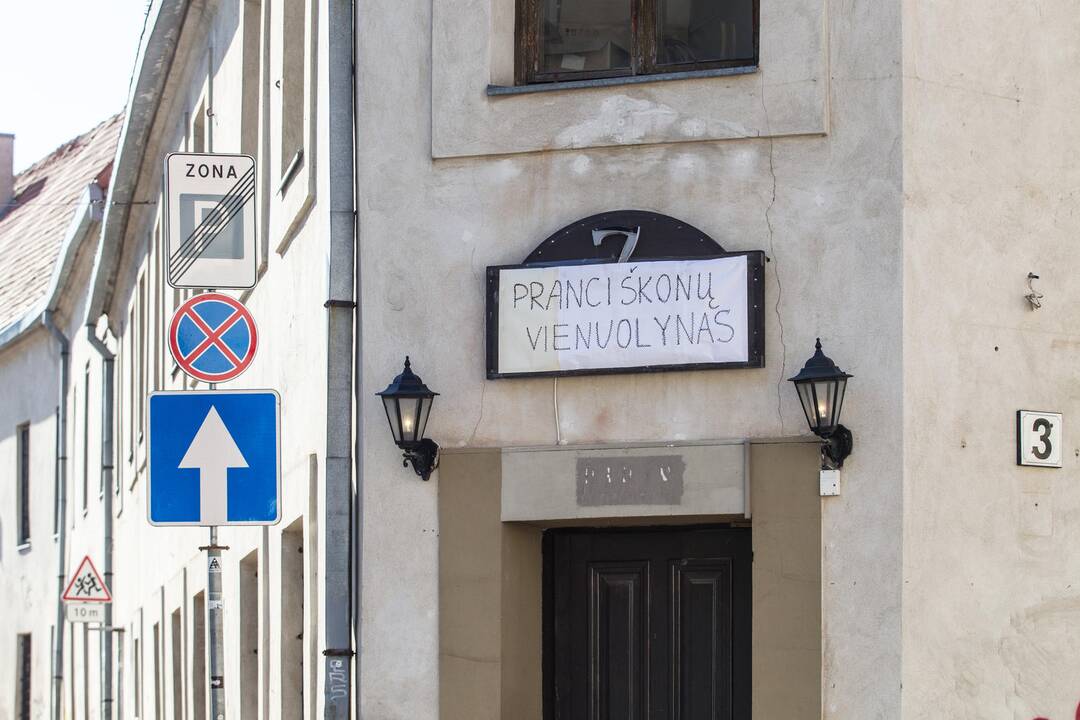 ZONA
7
PRANCIŠKONŲ
VIENUOLYNAS
3
10 m